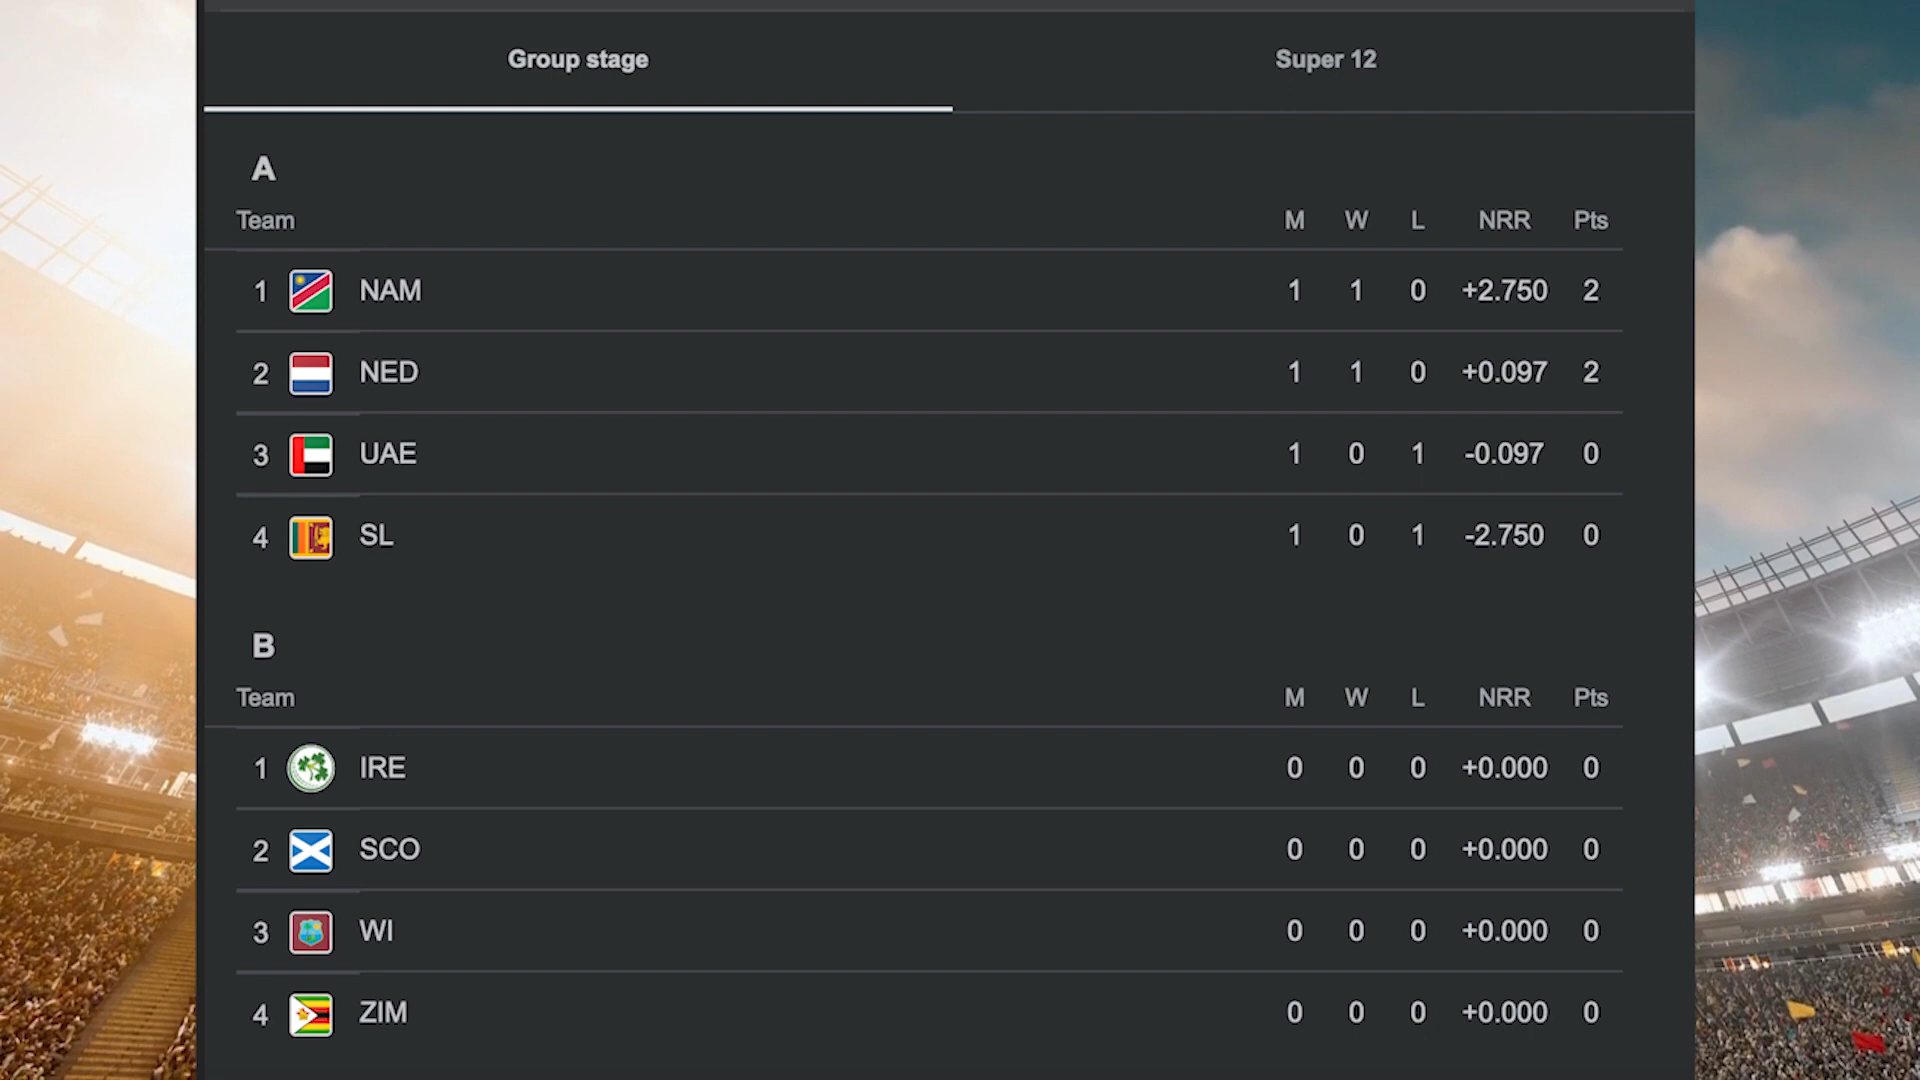 Group stage Super 12
A
Team M W L NRR Pts
1 NAM 1 1 0 +2.750 2
2 NED 1 1 0 +0.097 2
3 UAE 1 0 1 -0.097 0
4 SL 1 0 1 -2.750 0
B
Team M W L NRR Pts
1 IRE 0 0 0 +0.000 0
2 SCO 0 0 0 +0.000 0
3 WI 0 0 0 +0.000 0
4 ZIM 0 0 0 +0.000 0